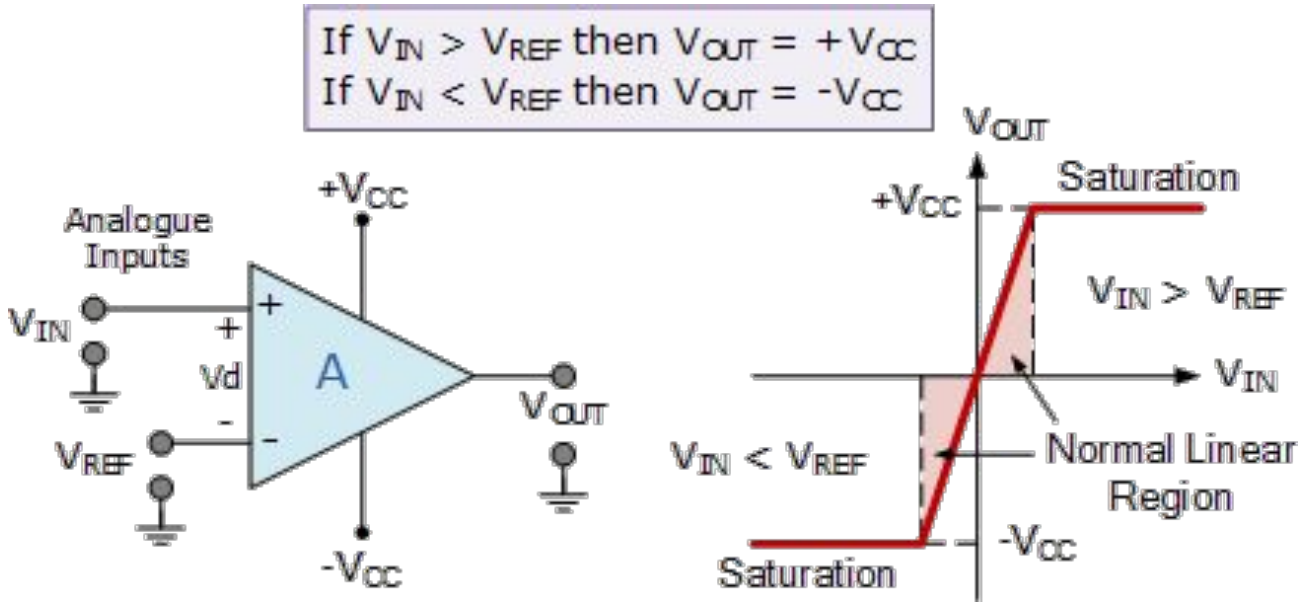 If VIN > VREF then VOUT = +VCC
If VIN < VREF then VOUT = -VCC
Analogue
Inputs
+VCC
VIN
+
+
Vd
A
-
-
VREF
VOUT
-VCC
VOUT
+VCC
Saturation
VIN > VREF
VIN
VIN < VREF
Normal Linear
Region
-VCC
Saturation